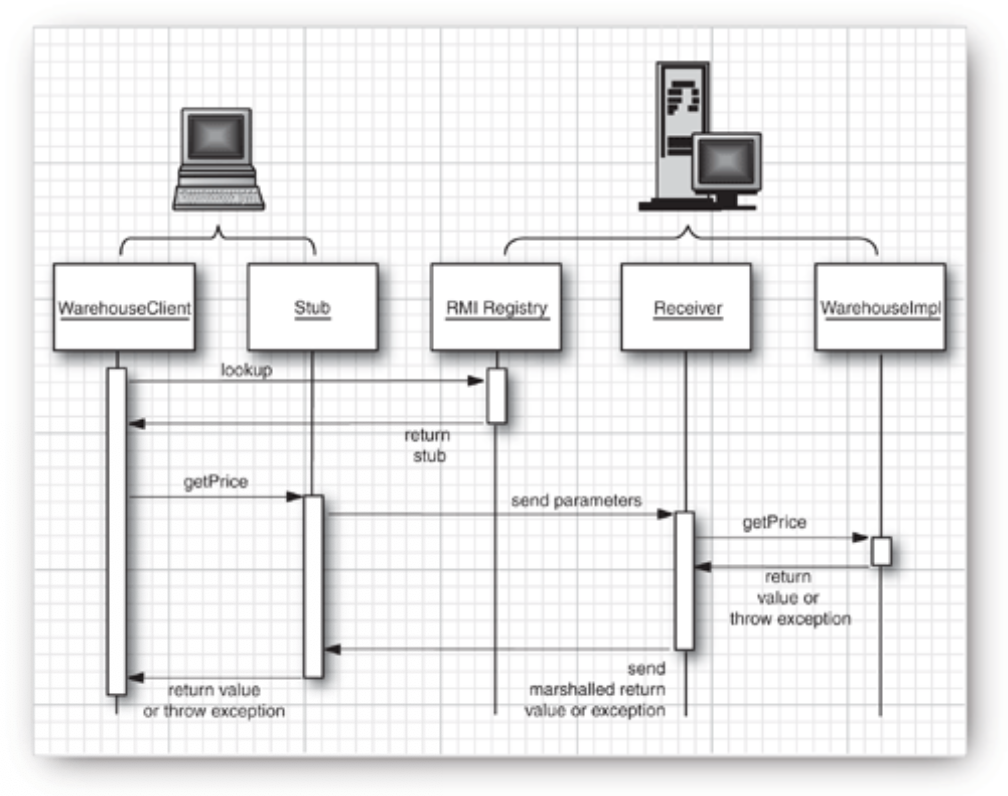 WarehouseClient
Stub
RMI Registry
Receiver
WarehouseImpl
lookup
return
stub
getPrice
send parameters
getPrice
return
value or
throw exception
send
marshalled return
value or exception
return value
or throw exception